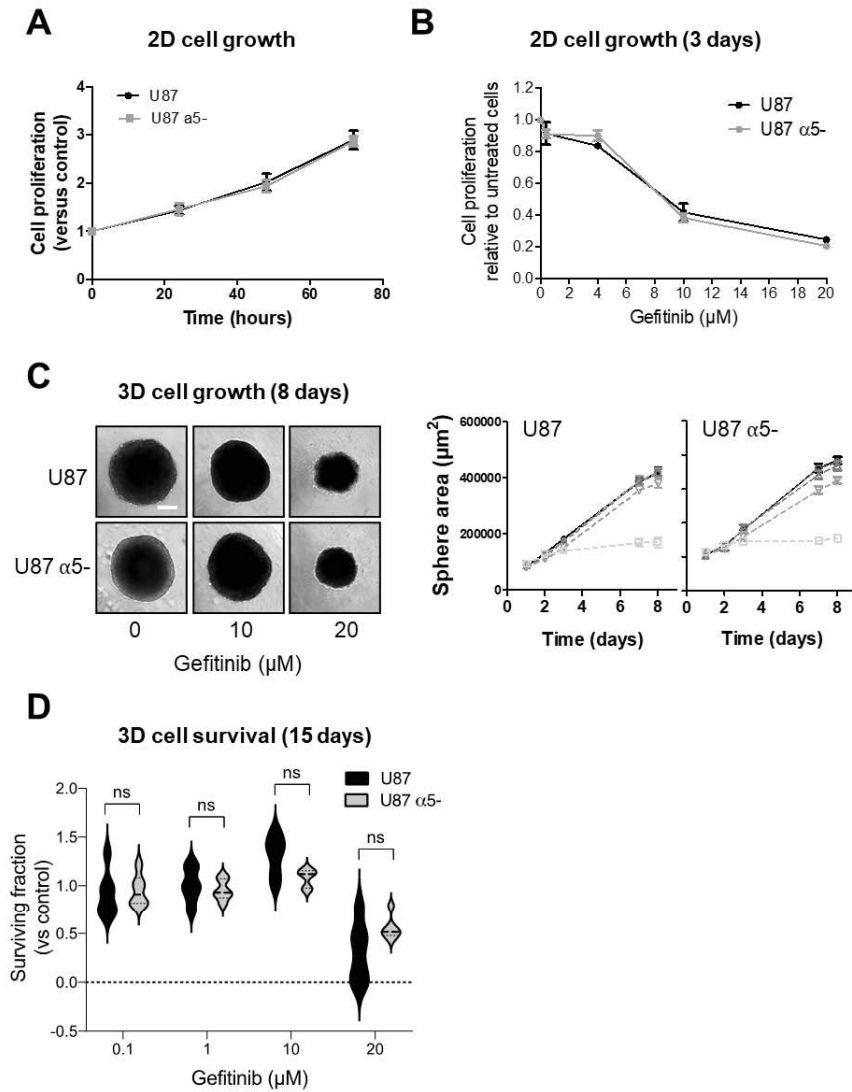 A
2D cell growth
Cell proliferation
(versus control)
4
3
2
1
0
U87
U87 a5-
0 20 40 60 80
Time (hours)
B
2D cell growth (3 days)
Cell proliferation
relative to untreated cells
1.2
1.0
0.8
0.6
0.4
0.2
0.0
U87
U87 α5-
0 2 4 6 8 10 12 14 16 18 20
Gefitinib (µM)
C
3D cell growth (8 days)
U87
U87 α5-
0 10 20
Gefitinib (µM)
Sphere area (µm²)
600000
400000
200000
0
U87
U87 α5-
0 2 4 6 8
0 2 4 6 8
Time (days)
Time (days)
D
3D cell survival (15 days)
U87
U87 α5-
Surviving fraction
(vs control)
2.0
1.5
1.0
0.5
0.0
-0.5
ns
ns
ns
ns
0.1 1 10 20
Gefitinib (µM)